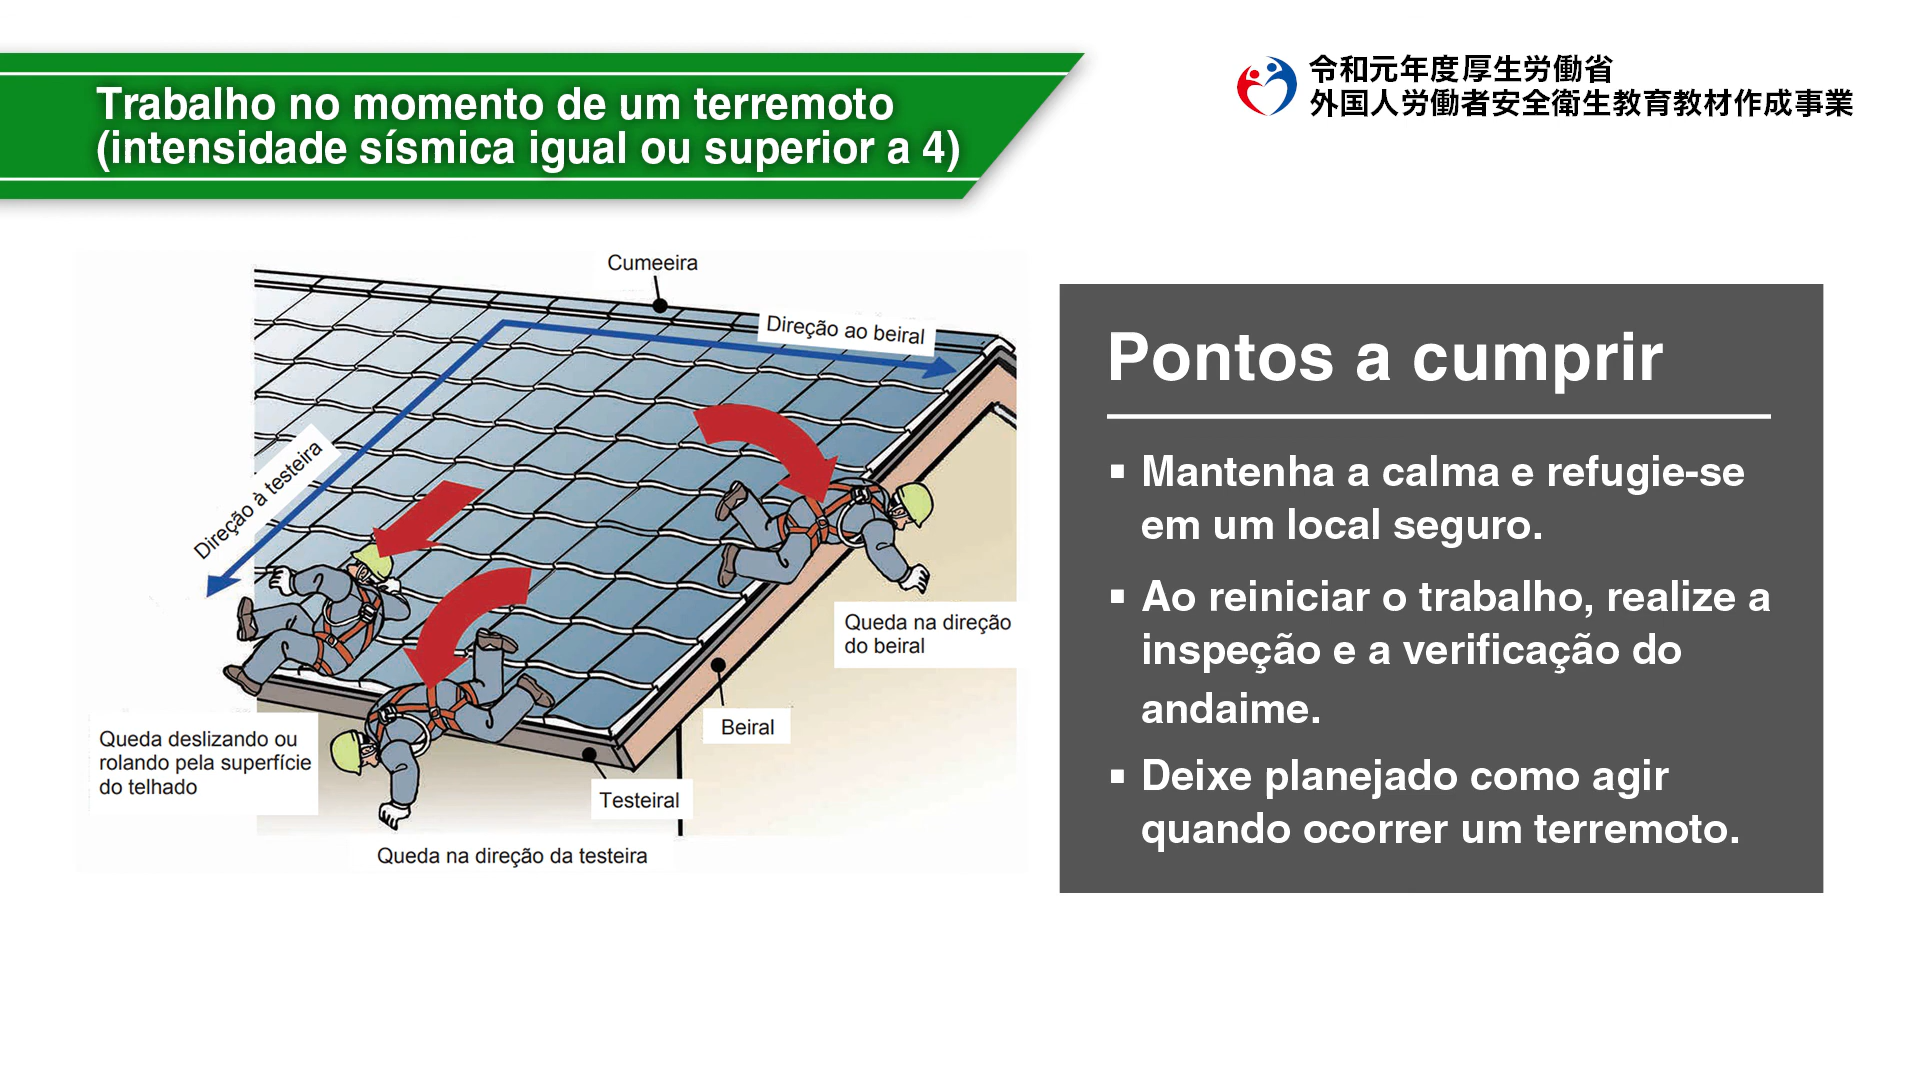 Trabalho no momento de um terremoto
(intensidade sísmica igual ou superior a 4)
令和元年度厚生労働省
外国人労働者安全衛生教育教材作成事業
Cumeeira
Direção ao beiral
Direção à testeira
Queda na direção
do beiral
Beiral
Queda deslizando ou
rolando pela superfície
do telhado
Testeiral
Queda na direção da testeira
Pontos a cumprir
▪ Mantenha a calma e refugie-se
em um local seguro.
▪ Ao reiniciar o trabalho, realize a
inspeção e a verificação do
andaime.
▪ Deixe planejado como agir
quando ocorrer um terremoto.